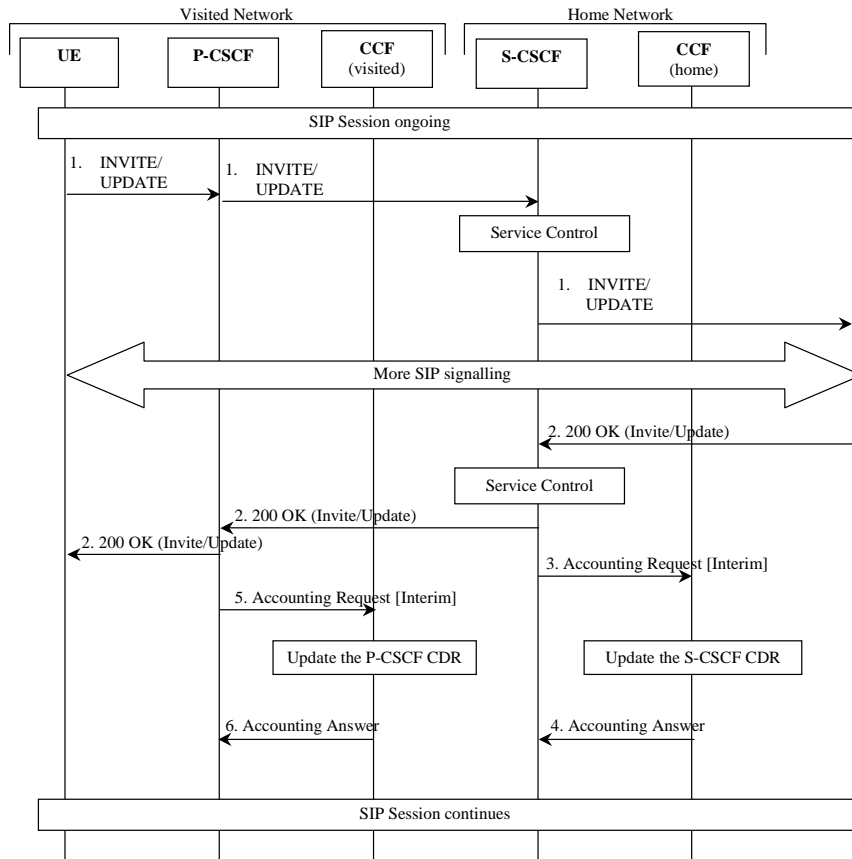 Visited Network
Home Network
UE
P-CSCF
CCF
(visited)
S-CSCF
CCF
(home)
SIP Session ongoing
1. INVITE/
UPDATE
1. INVITE/
UPDATE
Service Control
1. INVITE/
UPDATE
More SIP signalling
2. 200 OK (Invite/Update)
Service Control
2. 200 OK (Invite/Update)
2. 200 OK (Invite/Update)
3. Accounting Request [Interim]
5. Accounting Request [Interim]
Update the P-CSCF CDR
Update the S-CSCF CDR
6. Accounting Answer
4. Accounting Answer
SIP Session continues